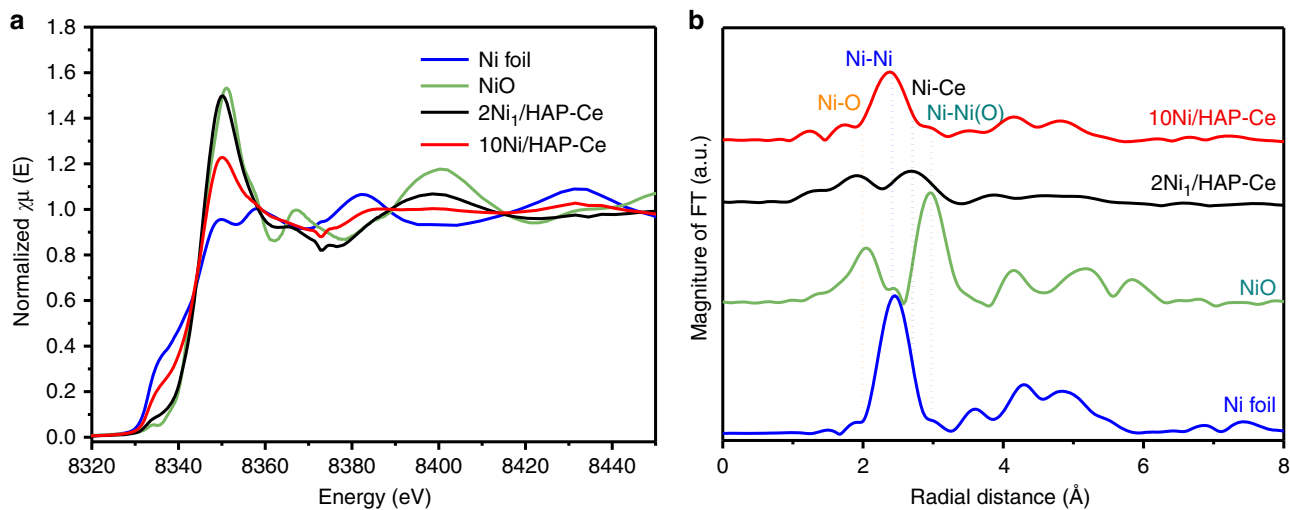 a
Normalized χμ (E)
1.8
1.6
1.4
1.2
1.0
0.8
0.6
0.4
0.2
0.0
Ni foil
NiO
2Ni₁/HAP-Ce
10Ni/HAP-Ce
8320 8340 8360 8380 8400 8420 8440
Energy (eV)
b
Magniture of FT (a.u.)
Ni-Ni
Ni-O
Ni-Ce
Ni-Ni(O)
10Ni/HAP-Ce
2Ni₁/HAP-Ce
NiO
Ni foil
0 2 4 6 8
Radial distance (Å)